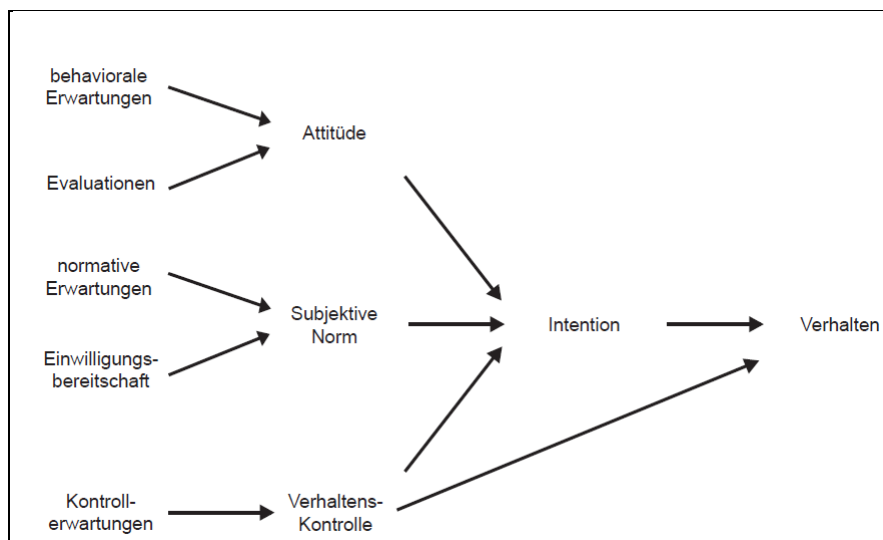 behaviorale
Erwartungen
Attitüde
Evaluationen
normative
Erwartungen
Subjektive
Norm
Intention
Verhalten
Einwilligungs-
bereitschaft
Kontroll-
erwartungen
Verhaltens-
Kontrolle